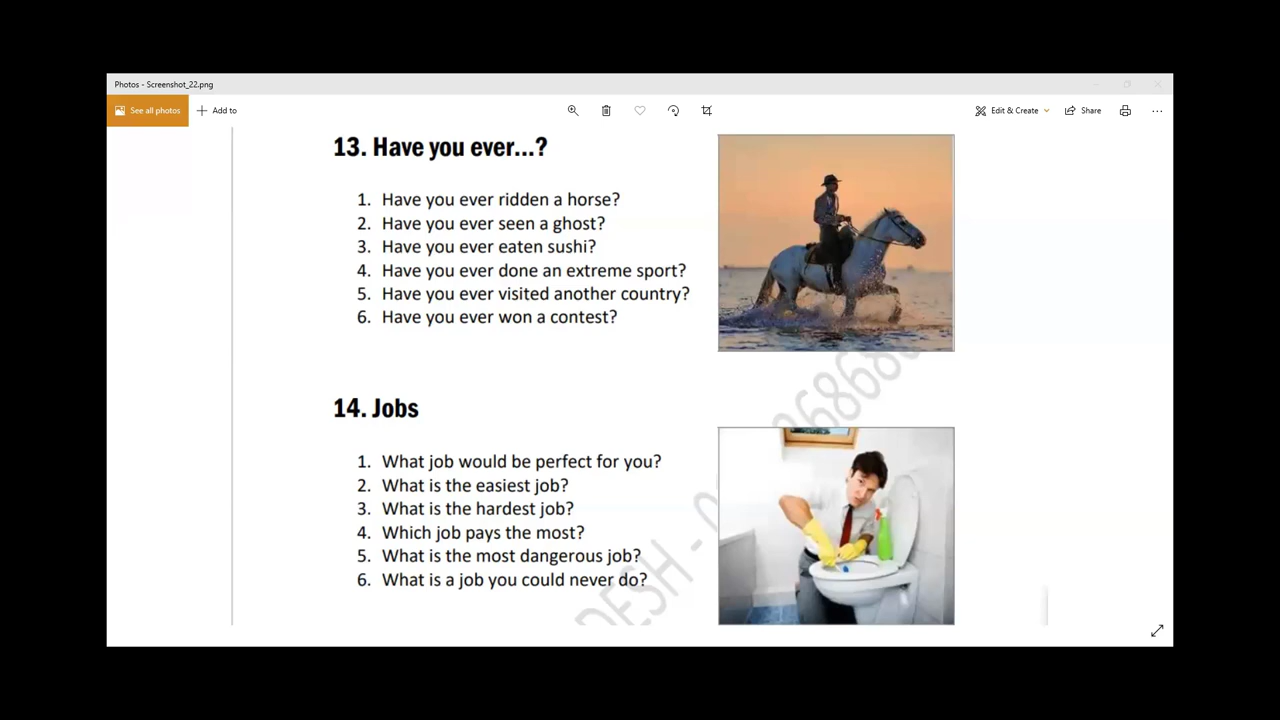 Photos - Screenshot_22.png
See all photos
Add to
Edit & Create
Share
13. Have you ever...?
1. Have you ever ridden a horse?
2. Have you ever seen a ghost?
3. Have you ever eaten sushi?
4. Have you ever done an extreme sport?
5. Have you ever visited another country?
6. Have you ever won a contest?
14. Jobs
1. What job would be perfect for you?
2. What is the easiest job?
3. What is the hardest job?
4. Which job pays the most?
5. What is the most dangerous job?
6. What is a job you could never do?